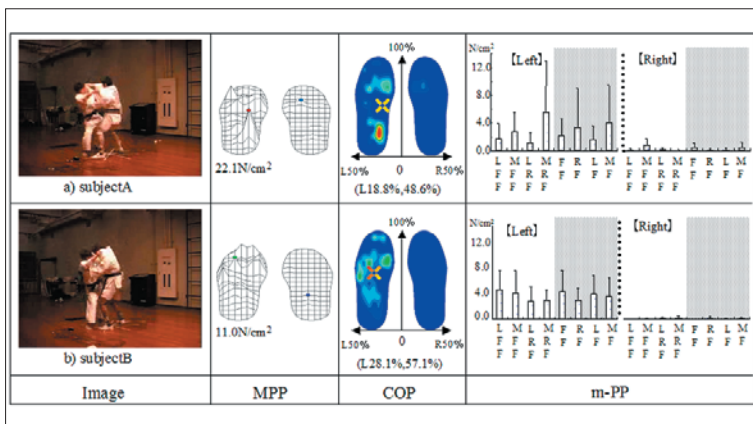 100%
N/cm²
12.0
8.0
4.0
0
【Left】
【Right】
22.1N/cm²
L50% 0 R50%
(L18.8%,48.6%)
L F F
M F F
L R F
M R F
F F
R F
L F
M F
L F F
M F F
L R F
M R F
F F
R F
L F
M F
a) subjectA
100%
N/cm²
12.0
8.0
4.0
0
【Left】
【Right】
11.0N/cm²
L50% 0 R50%
(L28.1%,57.1%)
L F F
M F F
L R F
M R F
F F
R F
L F
M F
L F F
M F F
L R F
M R F
F F
R F
L F
M F
b) subjectB
Image MPP COP m-PP